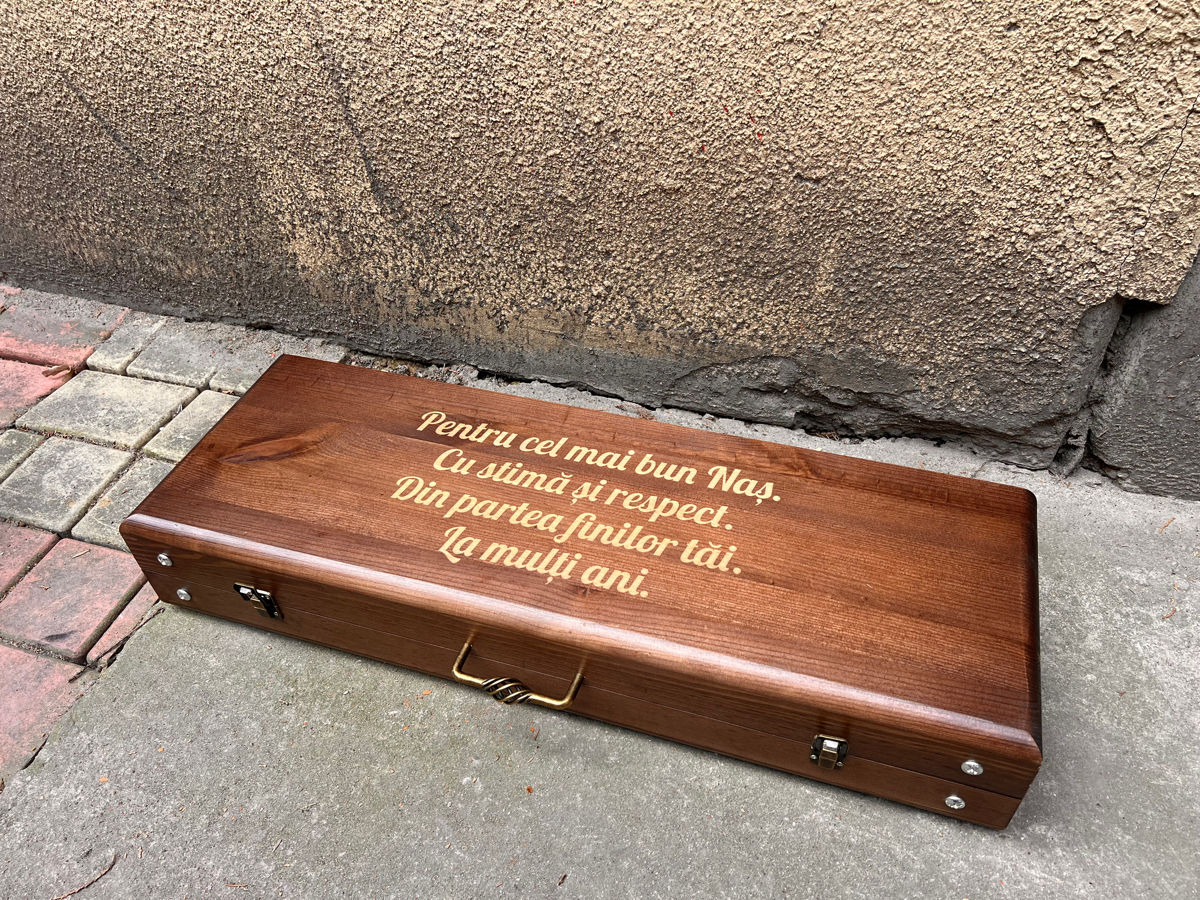 Pentru cel mai bun Naș.
Cu stimă și respect.
Din partea finilor tăi.
La mulți ani.